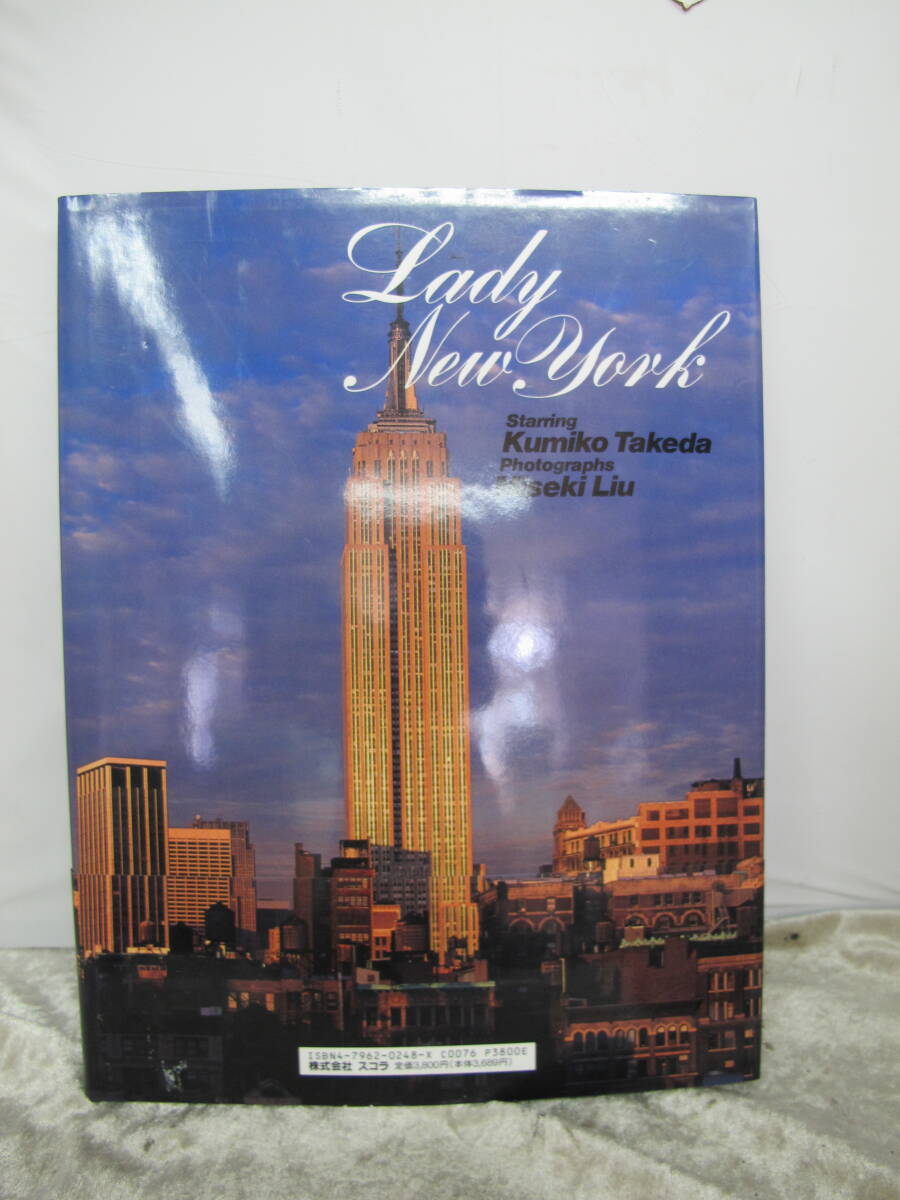 Lady
New York
Starring
Kumiko Takeda
Photographs
Hiseki Liu
ISBN4-7962-0248-X C0076 P3800E
株式会社 スコラ 定価3,800円(本体3,689円)